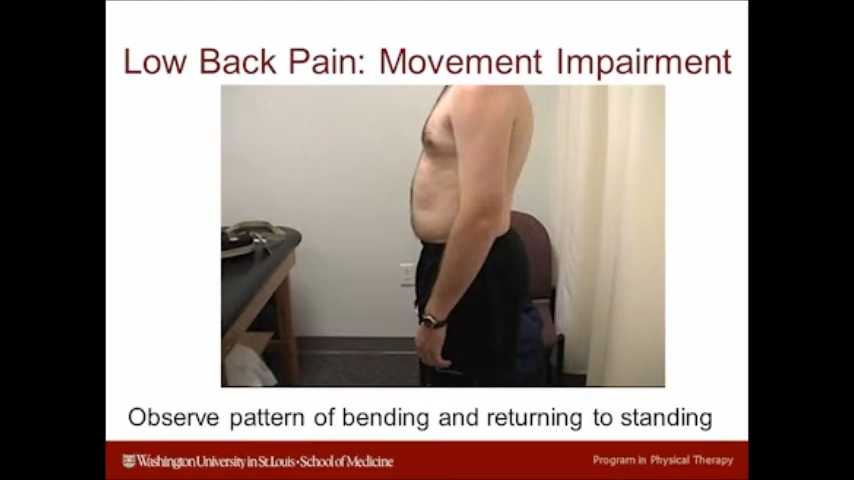 Low Back Pain: Movement Impairment
Observe pattern of bending and returning to standing
Washington University in St. Louis • School of Medicine
Program in Physical Therapy